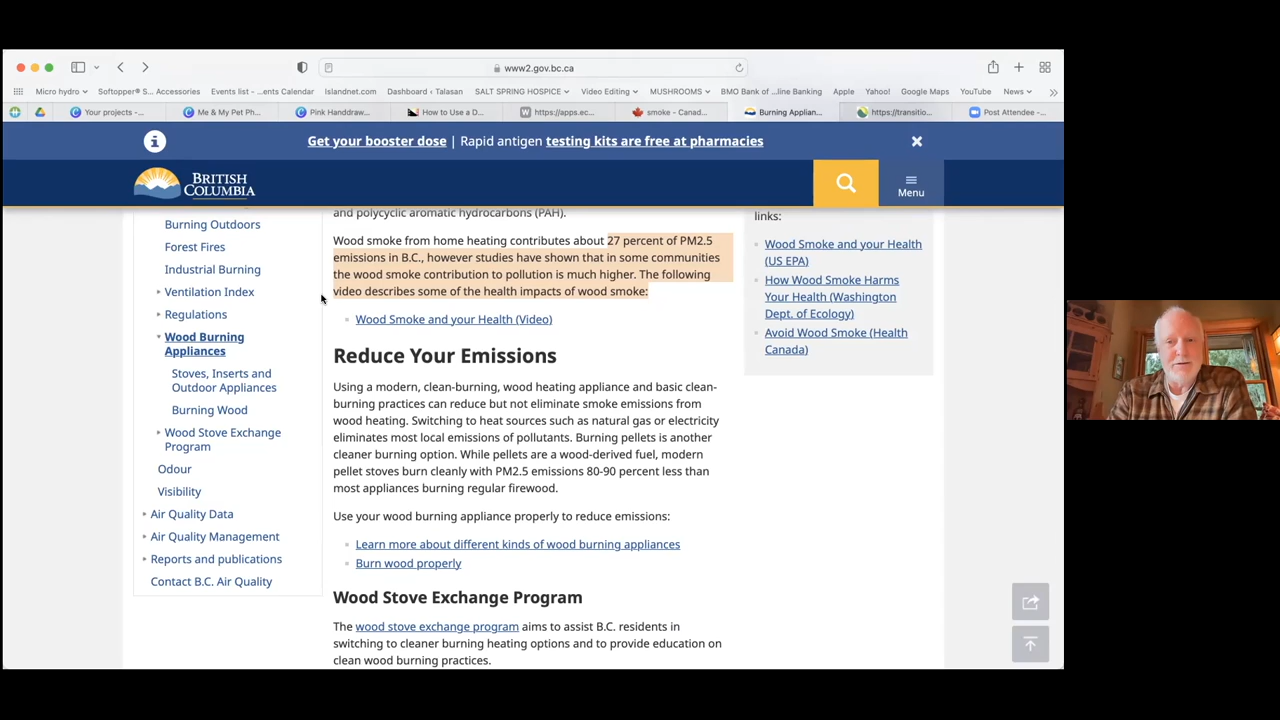 www2.gov.bc.ca
Micro hydro
Softopper® S... Accessories
Events list - ...ents Calendar
Islandnet.com
Dashboard ‹ Talasan
SALT SPRING HOSPICE
Video Editing
MUSHROOMS
BMO Bank of ...line Banking
Apple
Yahoo!
Google Maps
YouTube
News
Your projects -...
Me & My Pet Ph...
Pink Handdraw...
How to Use a D...
https://apps.ec...
smoke - Canad...
Burning Applian...
https://transitio...
Post Attendee -...
Get your booster dose | Rapid antigen testing kits are free at pharmacies
BRITISH
COLUMBIA
Menu
Burning Outdoors
Forest Fires
Industrial Burning
Ventilation Index
Regulations
Wood Burning
Appliances
Stoves, Inserts and
Outdoor Appliances
Burning Wood
Wood Stove Exchange
Program
Odour
Visibility
Air Quality Data
Air Quality Management
Reports and publications
Contact B.C. Air Quality
and polycyclic aromatic hydrocarbons (PAH).
Wood smoke from home heating contributes about 27 percent of PM2.5
emissions in B.C., however studies have shown that in some communities
the wood smoke contribution to pollution is much higher. The following
video describes some of the health impacts of wood smoke:
Wood Smoke and your Health (Video)
Reduce Your Emissions
Using a modern, clean-burning, wood heating appliance and basic clean-
burning practices can reduce but not eliminate smoke emissions from
wood heating. Switching to heat sources such as natural gas or electricity
eliminates most local emissions of pollutants. Burning pellets is another
cleaner burning option. While pellets are a wood-derived fuel, modern
pellet stoves burn cleanly with PM2.5 emissions 80-90 percent less than
most appliances burning regular firewood.
Use your wood burning appliance properly to reduce emissions:
Learn more about different kinds of wood burning appliances
Burn wood properly
Wood Stove Exchange Program
The wood stove exchange program aims to assist B.C. residents in
switching to cleaner burning heating options and to provide education on
clean wood burning practices.
links:
Wood Smoke and your Health
(US EPA)
How Wood Smoke Harms
Your Health (Washington
Dept. of Ecology)
Avoid Wood Smoke (Health
Canada)